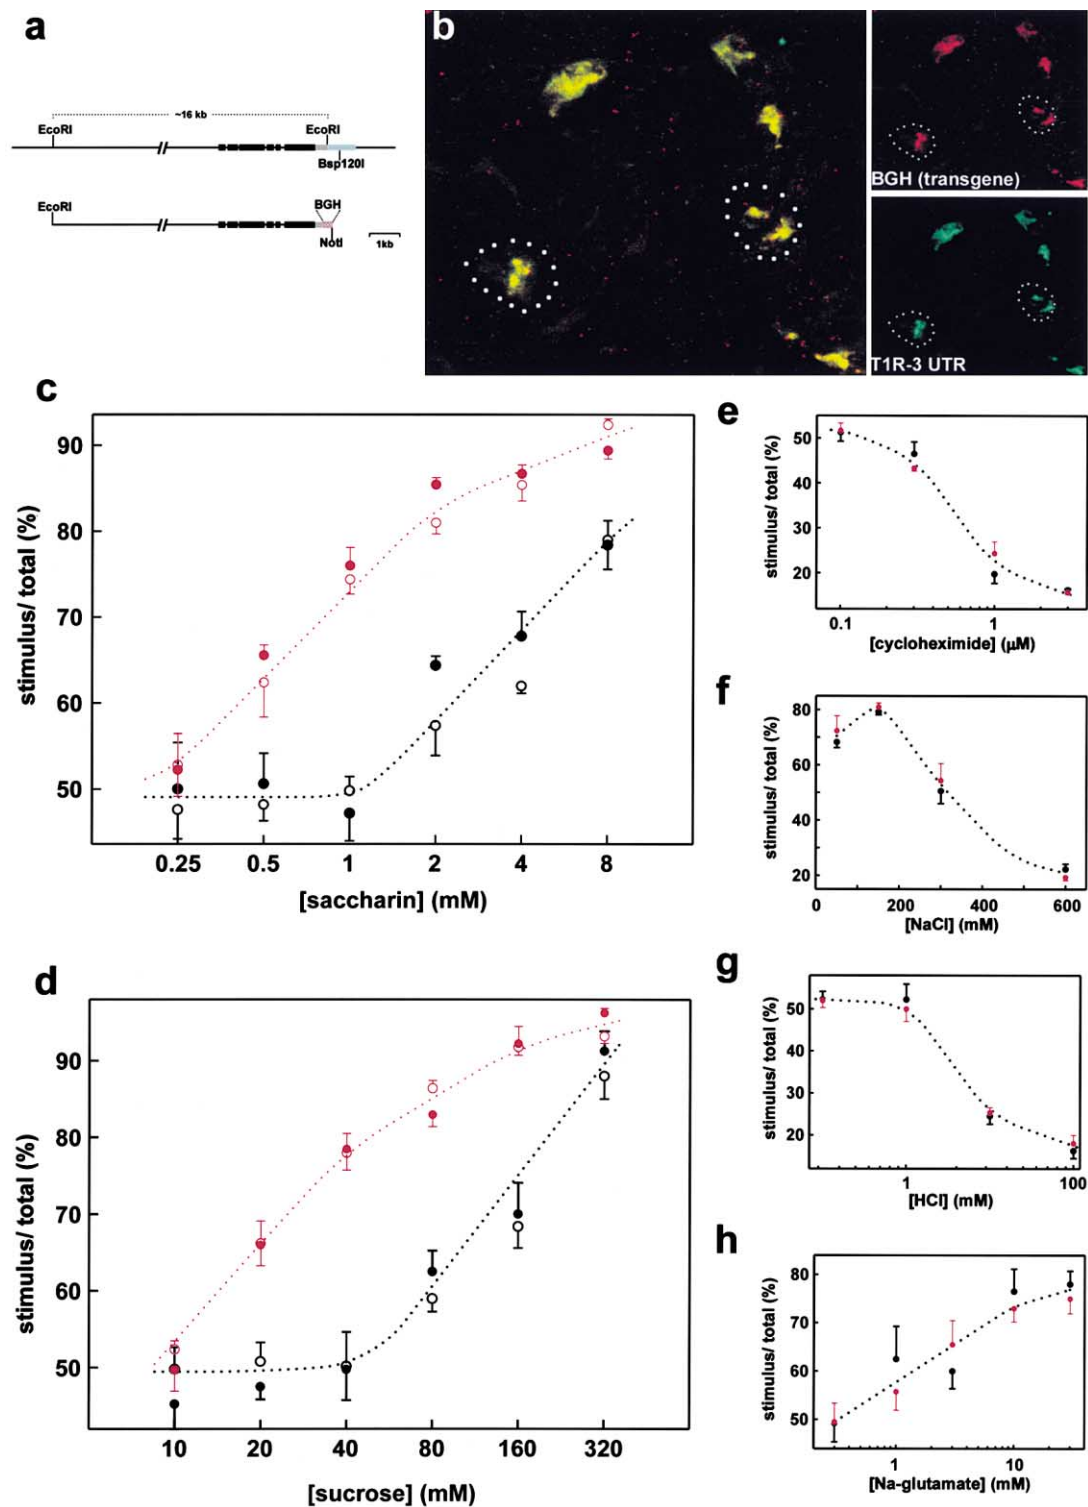 a
~16 kb
EcoRI EcoRI
Bsp120I
EcoRI BGH
NotI 1kb
b
BGH (transgene)
T1R-3 UTR
c
stimulus/ total (%)
90
80
70
60
50
0.25 0.5 1 2 4 8
[saccharin] (mM)
d
stimulus/ total (%)
90
80
70
60
50
10 20 40 80 160 320
[sucrose] (mM)
e
stimulus/ total (%)
50
40
30
20
0.1 1
[cycloheximide] (μM)
f
stimulus/ total (%)
80
60
40
20
0 200 400 600
[NaCl] (mM)
g
stimulus/ total (%)
50
40
30
20
1 100
[HCl] (mM)
h
stimulus/ total (%)
80
70
60
50
1 10
[Na-glutamate] (mM)